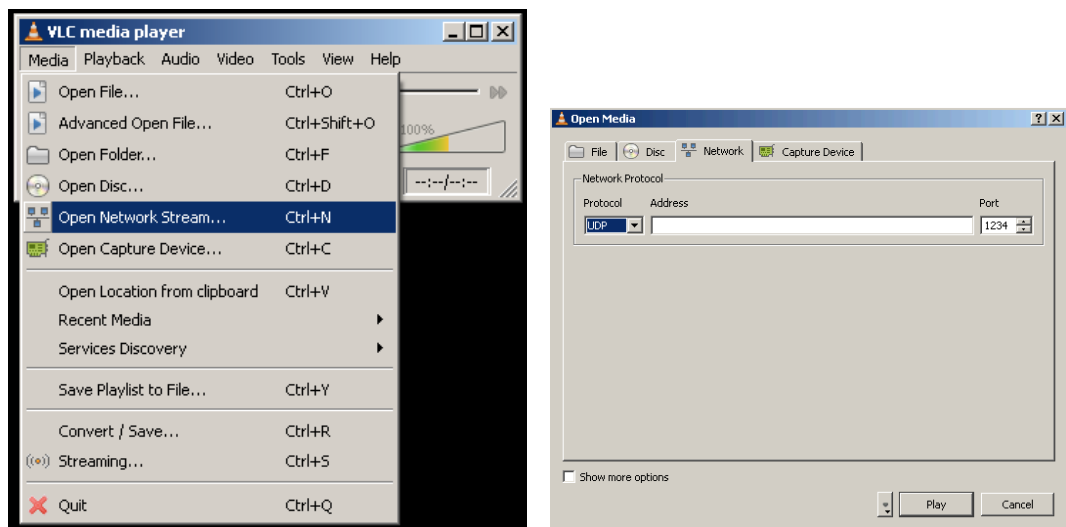 VLC media player
Media Playback Audio Video Tools View Help
Open File... Ctrl+O
Advanced Open File... Ctrl+Shift+O
100%
Open Folder... Ctrl+F
Open Disc... Ctrl+D
--:--/--:--
Open Network Stream... Ctrl+N
Open Capture Device... Ctrl+C
Open Location from clipboard Ctrl+V
Recent Media
Services Discovery
Save Playlist to File... Ctrl+Y
Convert / Save... Ctrl+R
Streaming... Ctrl+S
Quit Ctrl+Q
Open Media
File Disc Network Capture Device
Network Protocol
Protocol Address Port
UDP 1234
Show more options
Play Cancel